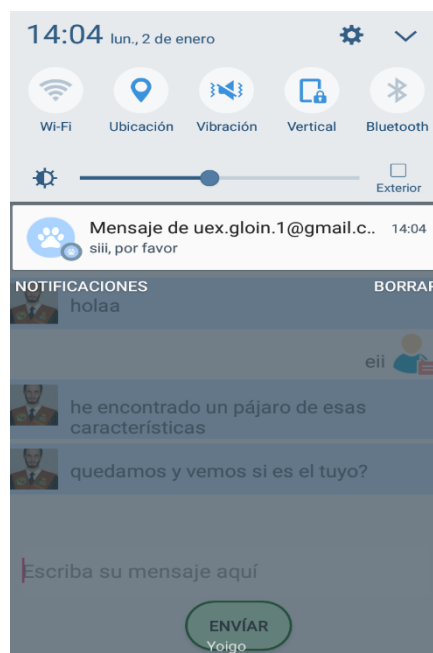 14:04 lun., 2 de enero
Wi-Fi Ubicación Vibración Vertical Bluetooth
Exterior
Mensaje de uex.gloin.1@gmail.c.. 14:04
siii, por favor
NOTIFICACIONES BORRAR
holaa
eii
he encontrado un pájaro de esas
características
quedamos y vemos si es el tuyo?
Escriba su mensaje aquí
ENVÍAR
Yoigo